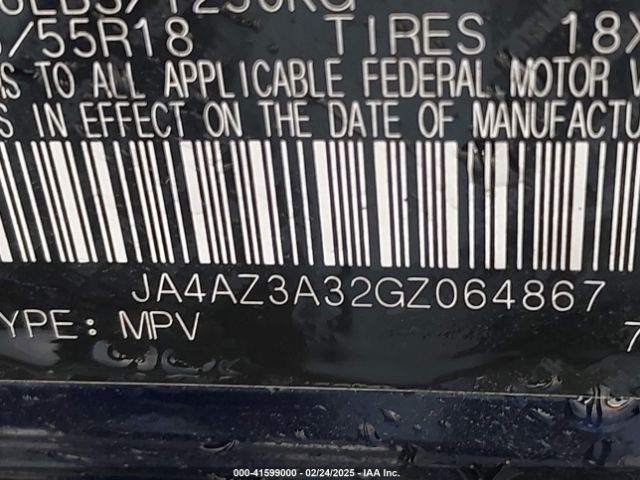 /55R18 TIRES 18X
TO ALL APPLICABLE FEDERAL MOTOR
IN EFFECT ON THE DATE OF MANUFACTU
JA4AZ3A32GZ064867
YPE: MPV 7
000-41599000 - 02/24/2025 - IAA Inc.